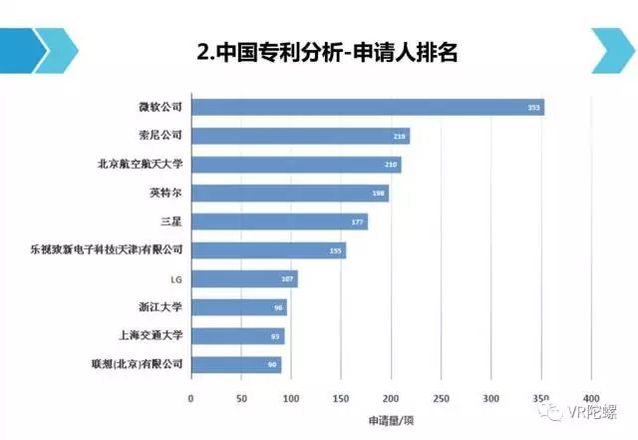 2.中国专利分析-申请人排名
微软公司 353
索尼公司 219
北京航空航天大学 210
英特尔 198
三星 177
乐视致新电子科技(天津)有限公司 155
LG 107
浙江大学 96
上海交通大学 93
联想(北京)有限公司 90
0 50 100 150 200 250 300 350 400
申请量/项
VR陀螺